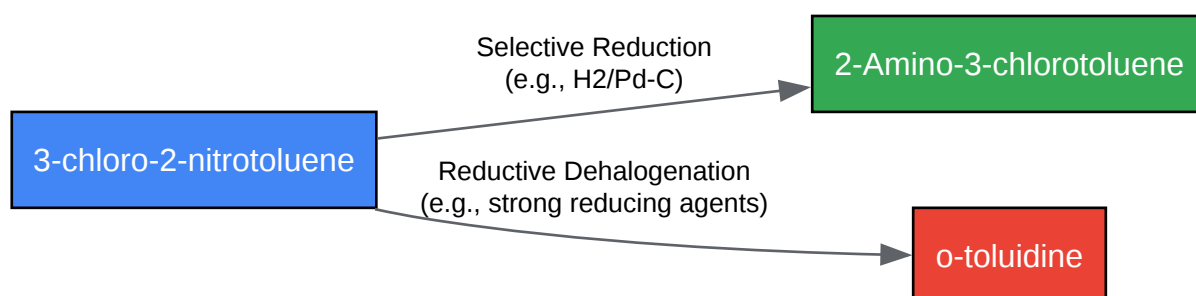 Selective Reduction
(e.g., H2/Pd-C)
2-Amino-3-chlorotoluene
3-chloro-2-nitrotoluene
Reductive Dehalogenation
(e.g., strong reducing agents)
o-toluidine